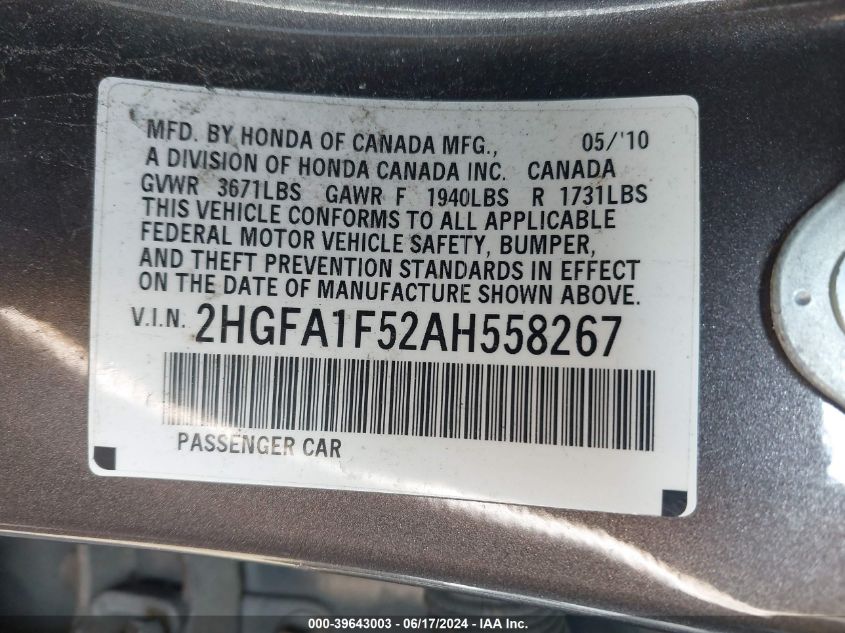 MFD. BY HONDA OF CANADA MFG., 05/'10
A DIVISION OF HONDA CANADA INC. CANADA
GVWR 3671LBS GAWR F 1940LBS R 1731LBS
THIS VEHICLE CONFORMS TO ALL APPLICABLE
FEDERAL MOTOR VEHICLE SAFETY, BUMPER,
AND THEFT PREVENTION STANDARDS IN EFFECT
ON THE DATE OF MANUFACTURE SHOWN ABOVE.
V.I.N. 2HGFA1F52AH558267
PASSENGER CAR
000-39643003 - 06/17/2024 - IAA Inc.